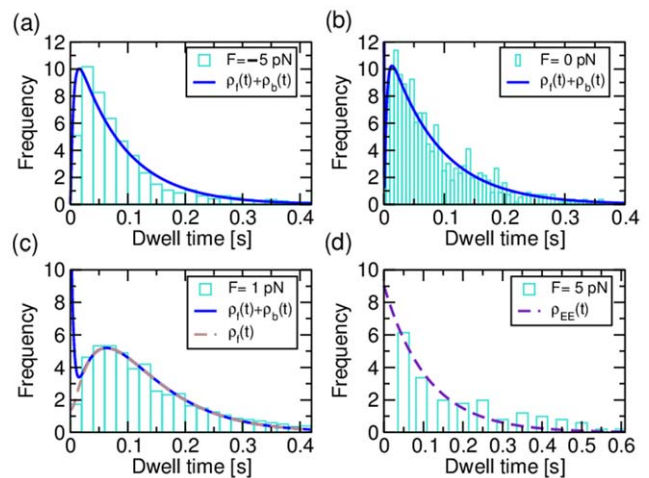 (a)
12
10
8
6
4
2
0
Frequency
F= −5 pN
ρf(t)+ρb(t)
0 0.1 0.2 0.3 0.4
Dwell time [s]
(b)
12
10
8
6
4
2
0
Frequency
F= 0 pN
ρf(t)+ρb(t)
0 0.1 0.2 0.3 0.4
Dwell time [s]
(c)
10
8
6
4
2
0
Frequency
F= 1 pN
ρf(t)+ρb(t)
ρf(t)
0 0.1 0.2 0.3 0.4
Dwell time [s]
(d)
10
8
6
4
2
0
Frequency
F= 5 pN
ρEE(t)
0 0.1 0.2 0.3 0.4 0.5 0.6
Dwell time [s]